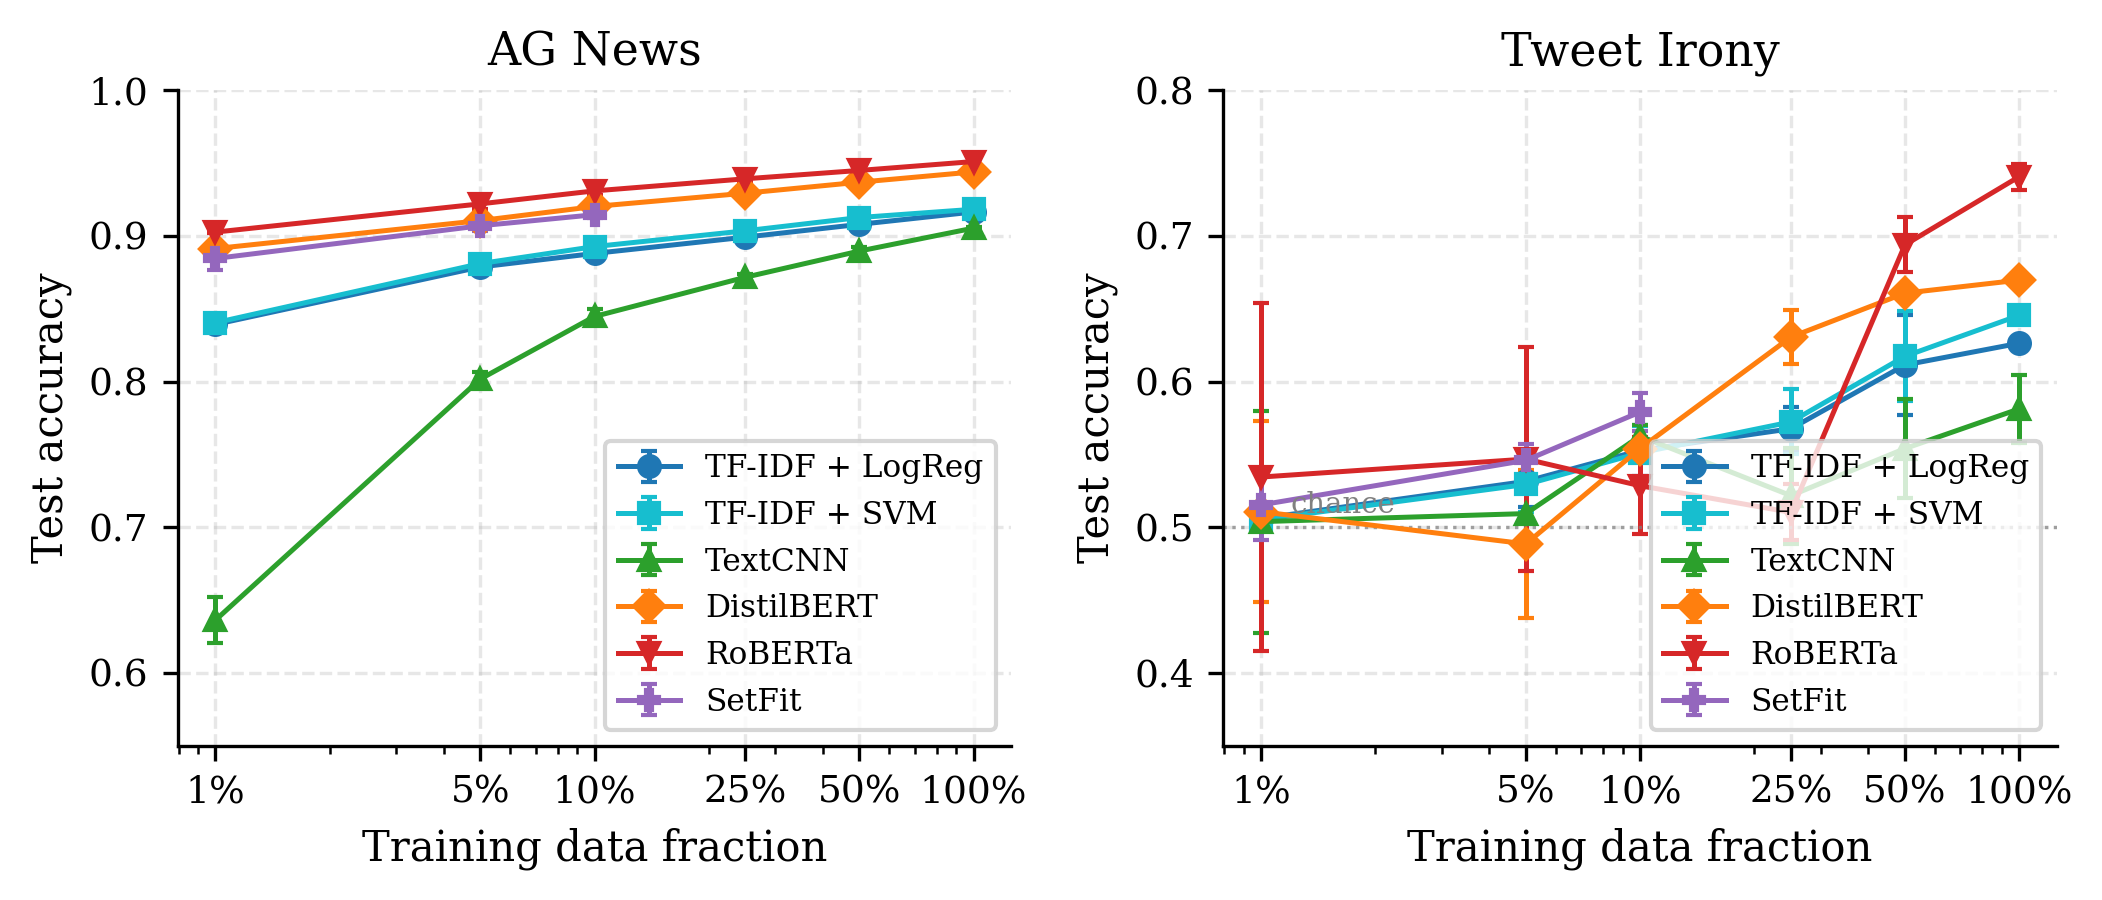 AG News
Test accuracy
1.0
0.9
0.8
0.7
0.6
TF-IDF + LogReg
TF-IDF + SVM
TextCNN
DistilBERT
RoBERTa
SetFit
1% 5% 10% 25% 50% 100%
Training data fraction
Tweet Irony
Test accuracy
0.8
0.7
0.6
0.5
0.4
chance
TF-IDF + LogReg
TF-IDF + SVM
TextCNN
DistilBERT
RoBERTa
SetFit
1% 5% 10% 25% 50% 100%
Training data fraction